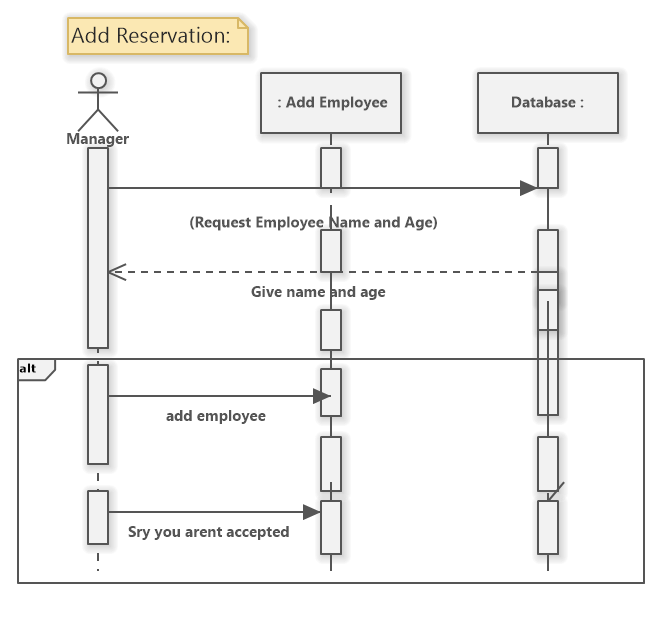 Add Reservation:
: Add Employee
Database :
Manager
(Request Employee Name and Age)
Give name and age
alt
add employee
Sry you arent accepted